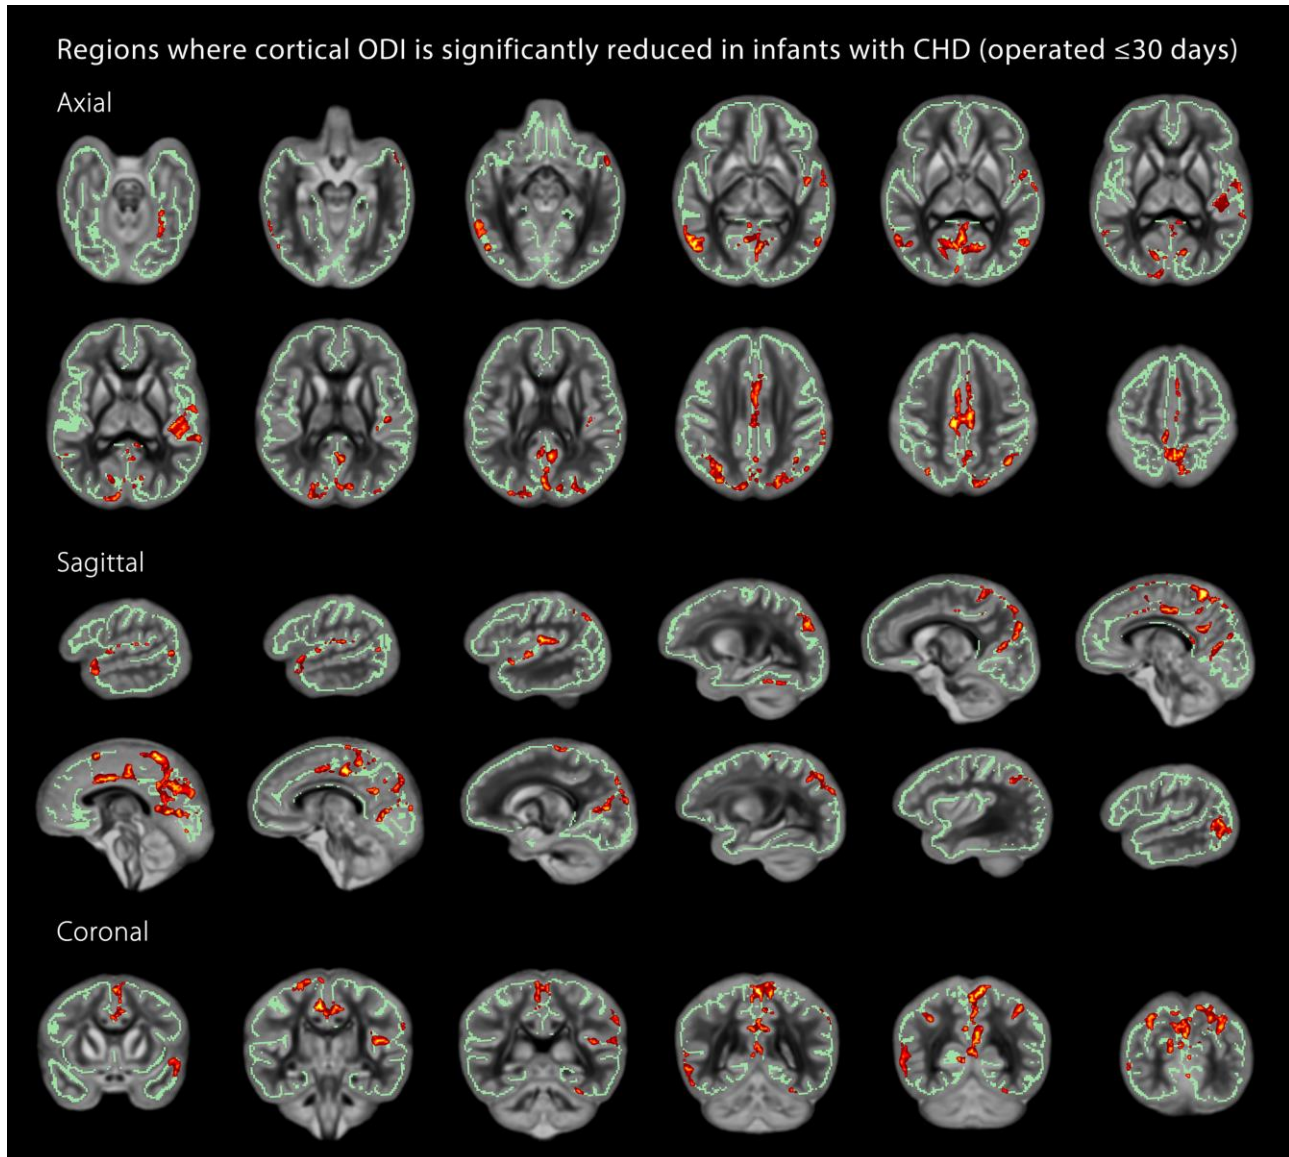 Regions where cortical ODI is significantly reduced in infants with CHD (operated ≤30 days)
Axial
Sagittal
Coronal